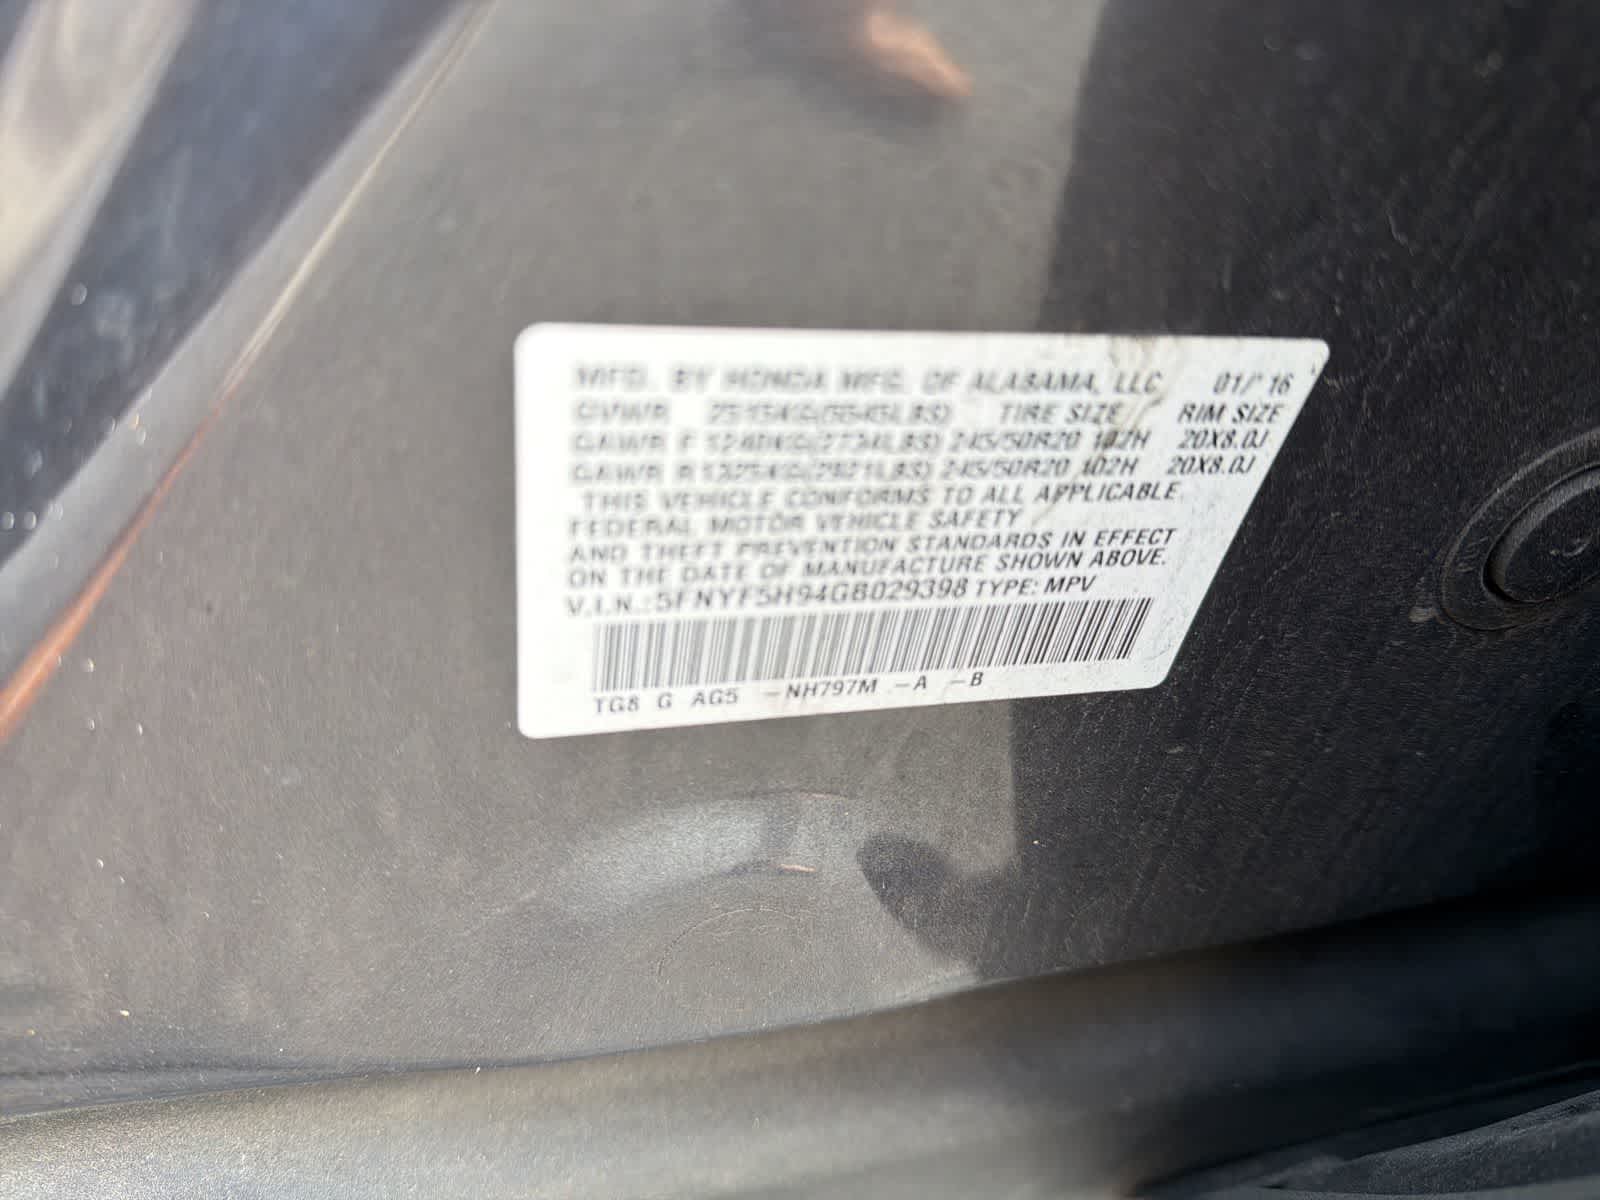 MFD. BY HONDA MFG. OF ALABAMA, LLC 01/'16
GVWR 2515KG(5545LBS) TIRE SIZE RIM SIZE
GAWR F 1240KG(2734LBS) 245/50R20 102H 20X8.0J
GAWR R 1325KG(2921LBS) 245/50R20 102H 20X8.0J
THIS VEHICLE CONFORMS TO ALL APPLICABLE
FEDERAL MOTOR VEHICLE SAFETY
AND THEFT PREVENTION STANDARDS IN EFFECT
ON THE DATE OF MANUFACTURE SHOWN ABOVE.
V.I.N.:5FNYF5H94GB029398 TYPE: MPV
TG8 G AG5 -NH797M -A -B